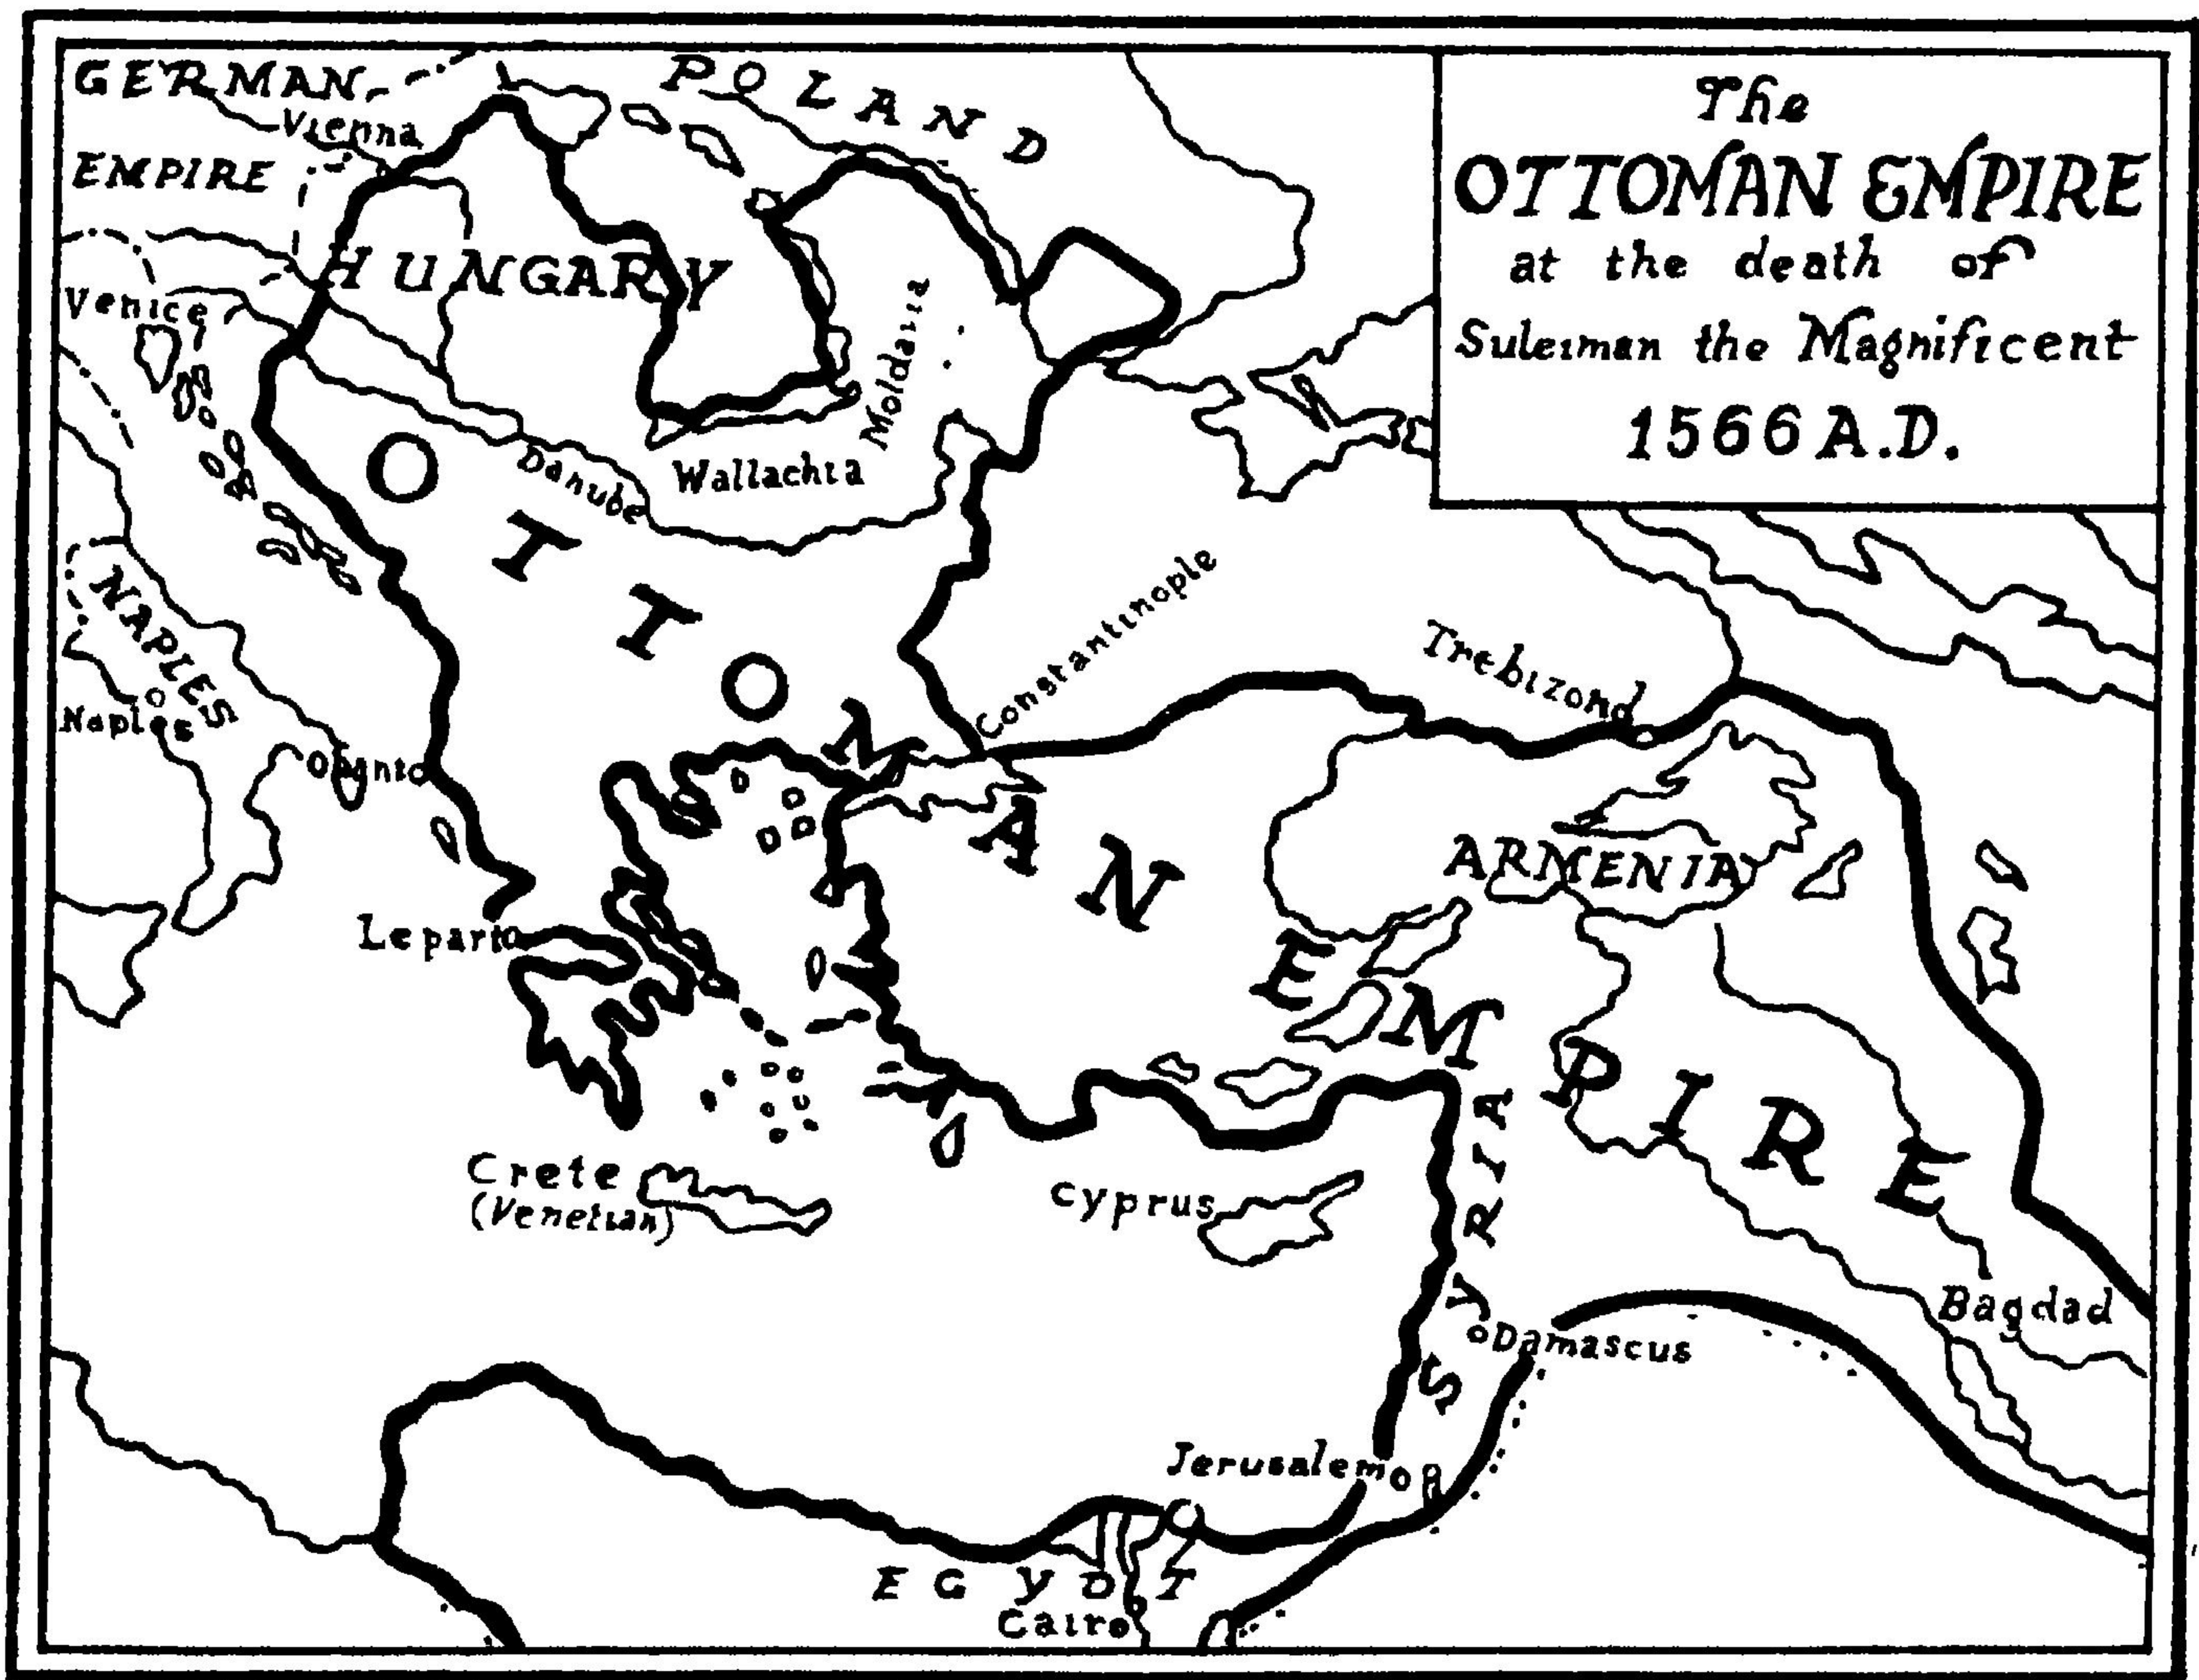 The
OTTOMAN EMPIRE
at the death of
Suleiman the Magnificent
1566 A.D.
GERMAN
EMPIRE
Vienna
POLAND
HUNGARY
Venice
Moldavia
Wallachia
Danube
OTTOMAN EMPIRE
Constantinople
Trebizond
NAPLES
Naples
Otranto
ARMENIA
Leparto
Crete
(Venetian)
Cyprus
SYRIA
Bagdad
Damascus
Jerusalem
EGYPT
Cairo